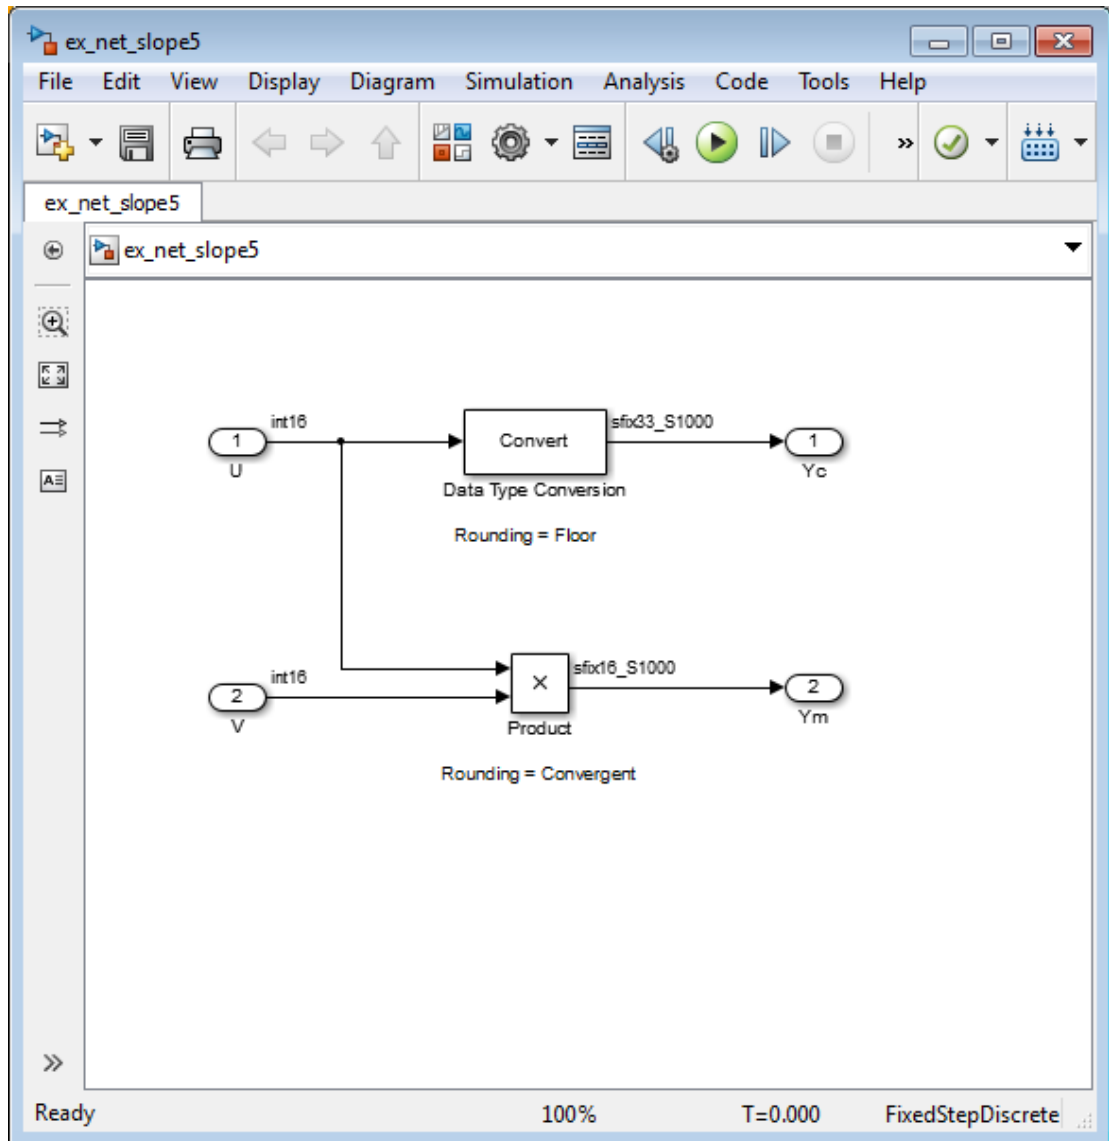 ex_net_slope5
File Edit View Display Diagram Simulation Analysis Code Tools Help
ex_net_slope5
ex_net_slope5
int16
1
U
Convert
Data Type Conversion
sfix33_S1000
1
Yc
Rounding = Floor
int16
2
V
×
Product
sfix16_S1000
2
Ym
Rounding = Convergent
Ready 100% T=0.000 FixedStepDiscrete